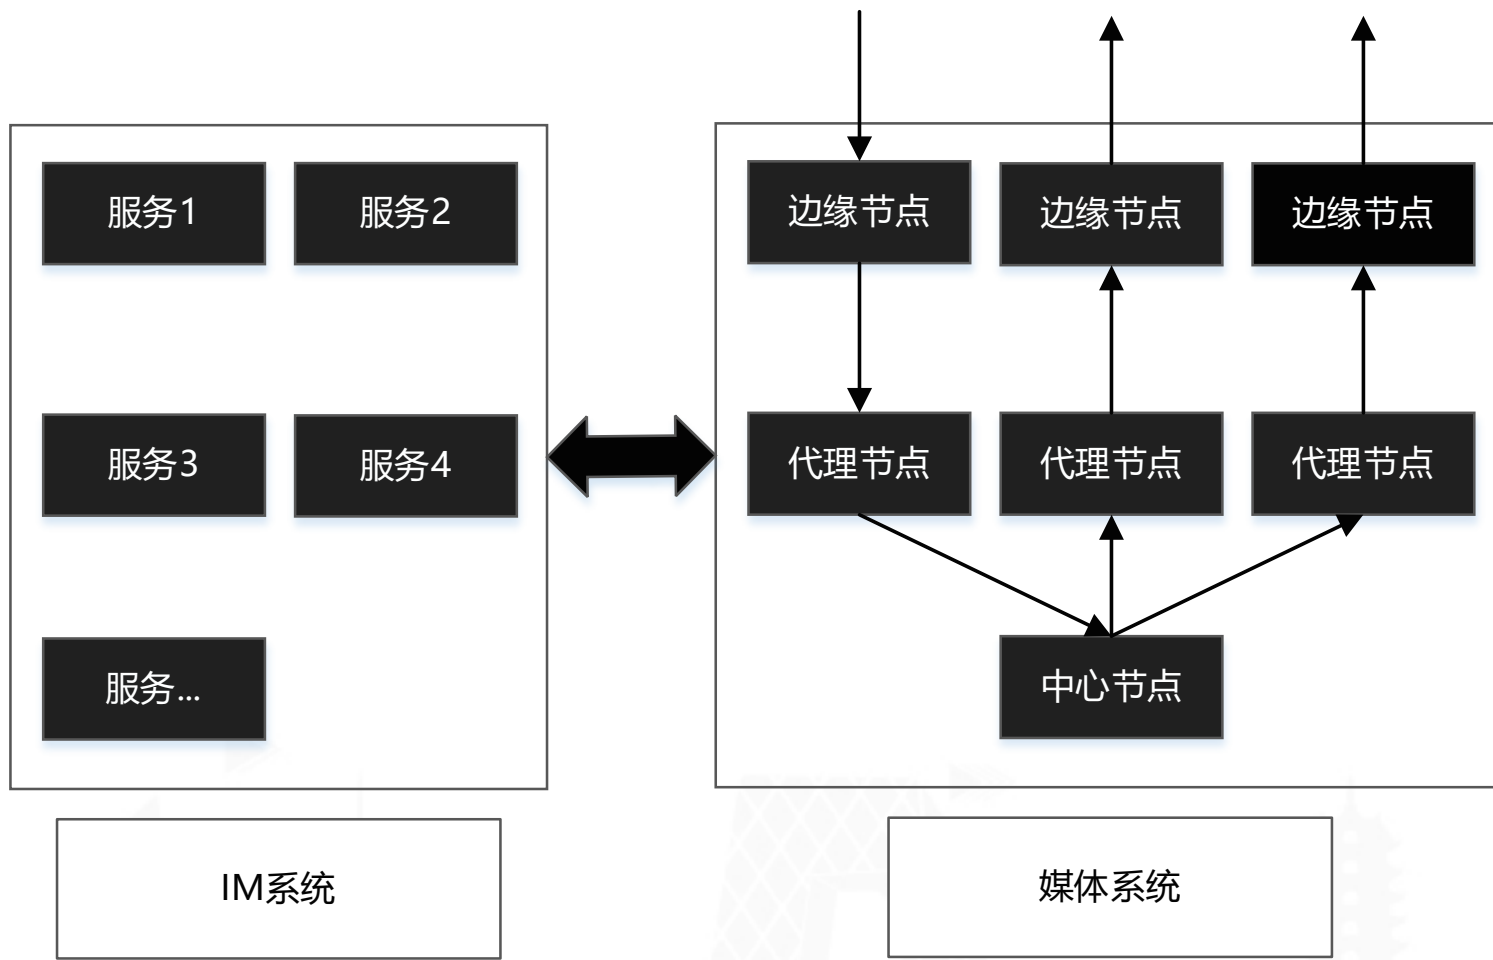 服务1
服务2
服务3
服务4
服务...
IM系统
边缘节点
边缘节点
边缘节点
代理节点
代理节点
代理节点
中心节点
媒体系统